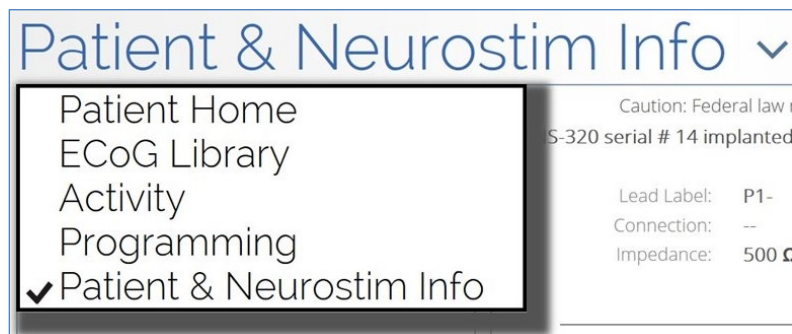 Patient & Neurostim Info
Patient Home
ECoG Library
Activity
Programming
Patient & Neurostim Info
Caution: Federal law
S-320 serial # 14 implanted
Lead Label: P1-
Connection: --
Impedance: 500 Ω